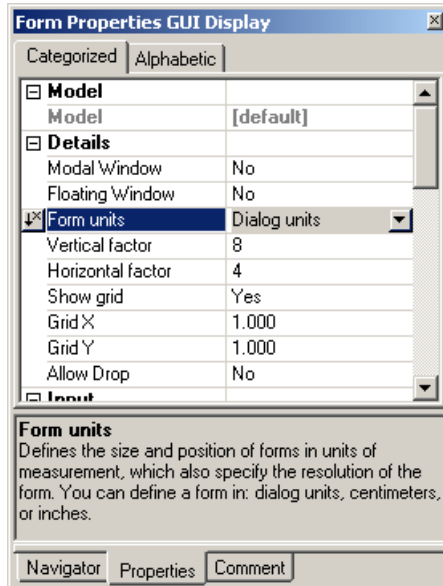 Form Properties GUI Display
Categorized Alphabetic
Model
Model [default]
Details
Modal Window No
Floating Window No
Form units Dialog units
Vertical factor 8
Horizontal factor 4
Show grid Yes
Grid X 1.000
Grid Y 1.000
Allow Drop No
Input
Form units
Defines the size and position of forms in units of
measurement, which also specify the resolution of the
form. You can define a form in: dialog units, centimeters,
or inches.
Navigator Properties Comment